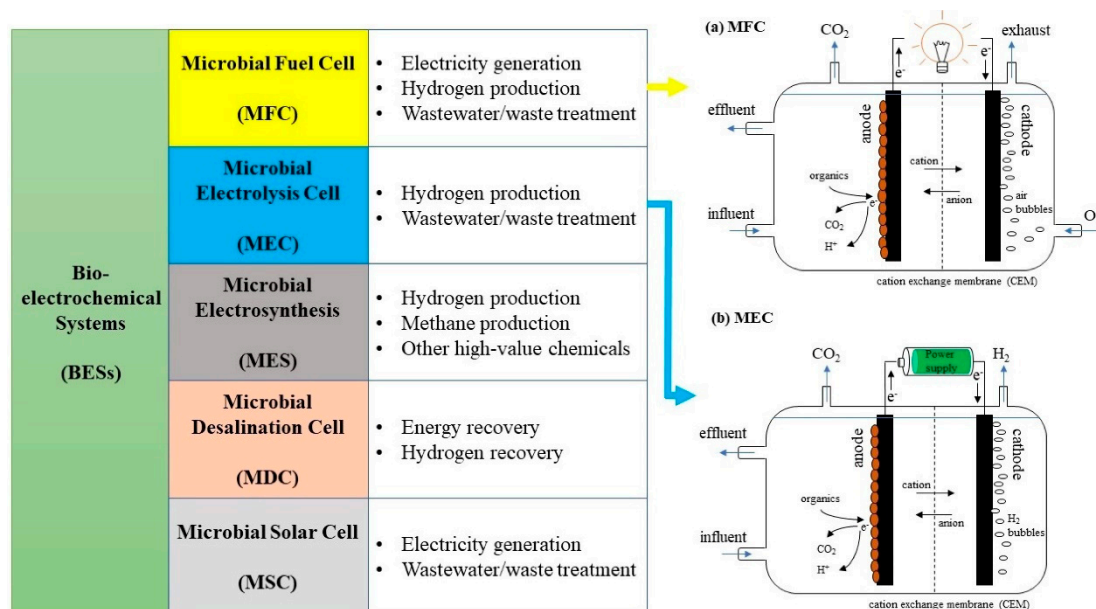 Bio-
electrochemical
Systems
(BESs)
Microbial Fuel Cell
(MFC)
• Electricity generation
• Hydrogen production
• Wastewater/waste treatment
Microbial
Electrolysis Cell
(MEC)
• Hydrogen production
• Wastewater/waste treatment
Microbial
Electrosynthesis
(MES)
• Hydrogen production
• Methane production
• Other high-value chemicals
Microbial
Desalination Cell
(MDC)
• Energy recovery
• Hydrogen recovery
Microbial Solar Cell
(MSC)
• Electricity generation
• Wastewater/waste treatment
(a) MFC
CO2
exhaust
e-
e-
effluent
anode
cathode
cation
organics
anion
e-
air
bubbles
influent
CO2
H+
O
cation exchange membrane (CEM)
(b) MEC
CO2
Power
supply
H2
e-
e-
effluent
anode
cathode
cation
organics
anion
e-
H2
bubbles
influent
CO2
H+
cation exchange membrane (CEM)